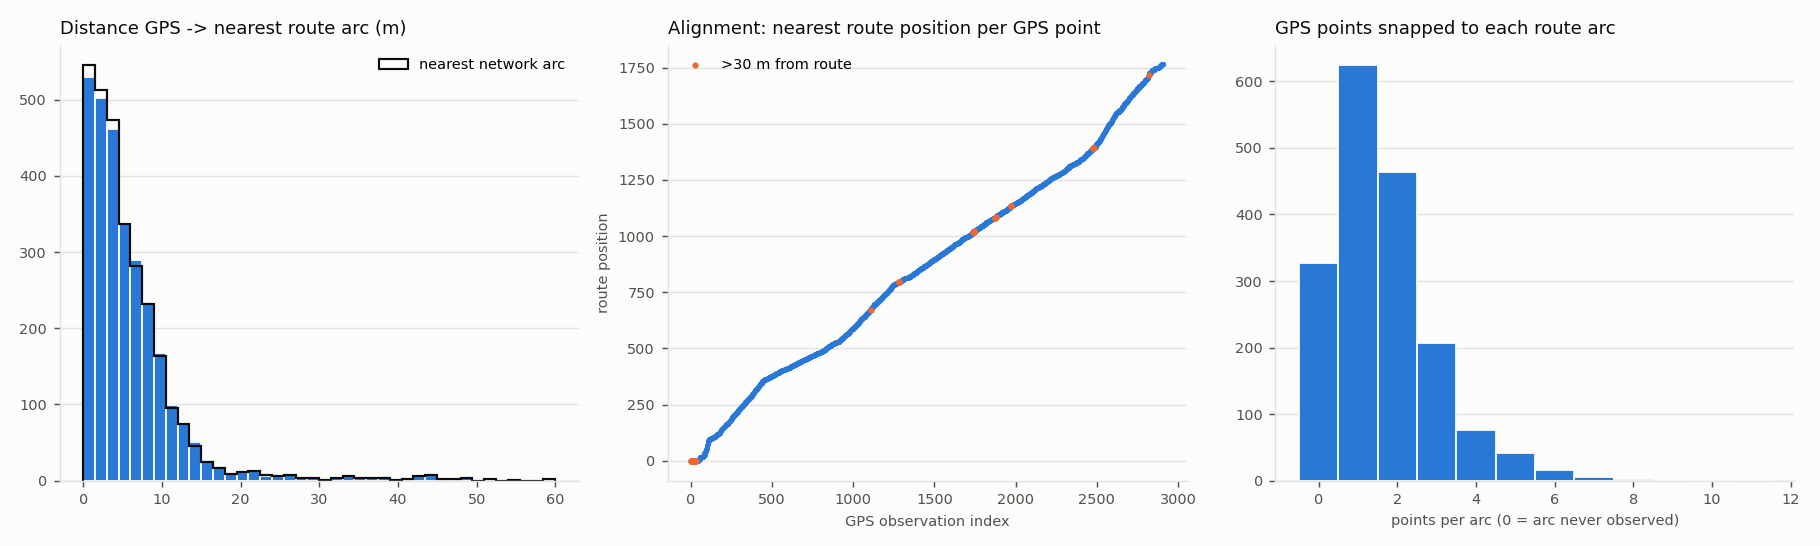 Distance GPS -> nearest route arc (m)
nearest network arc
500
400
300
200
100
0
0 10 20 30 40 50 60
Alignment: nearest route position per GPS point
>30 m from route
route position
1750
1500
1250
1000
750
500
250
0
0 500 1000 1500 2000 2500 3000
GPS observation index
GPS points snapped to each route arc
600
500
400
300
200
100
0
0 2 4 6 8 10 12
points per arc (0 = arc never observed)